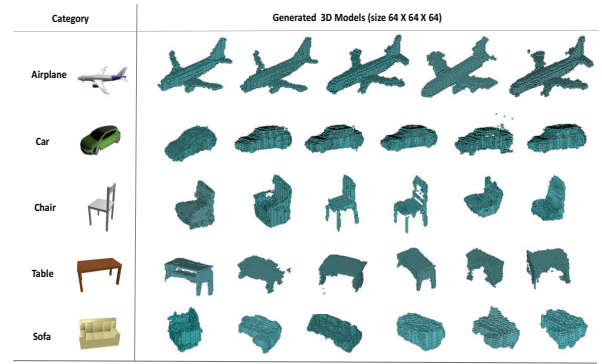 Category
Generated 3D Models (size 64 X 64 X 64)
Airplane
Car
Chair
Table
Sofa